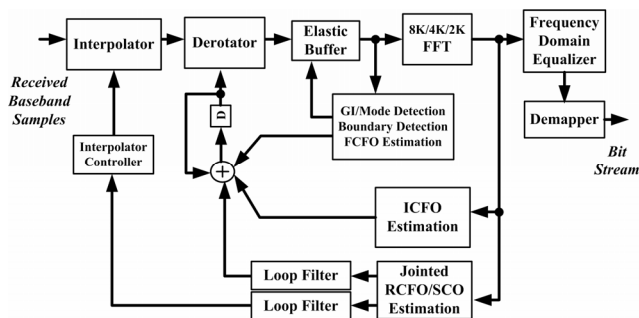 Interpolator
Derotator
Elastic
Buffer
8K/4K/2K
FFT
Frequency
Domain
Equalizer
Received
Baseband
Samples
D
GI/Mode Detection
Boundary Detection
FCFO Estimation
Demapper
Bit
Stream
Interpolator
Controller
+
ICFO
Estimation
Loop Filter
Loop Filter
Jointed
RCFO/SCO
Estimation